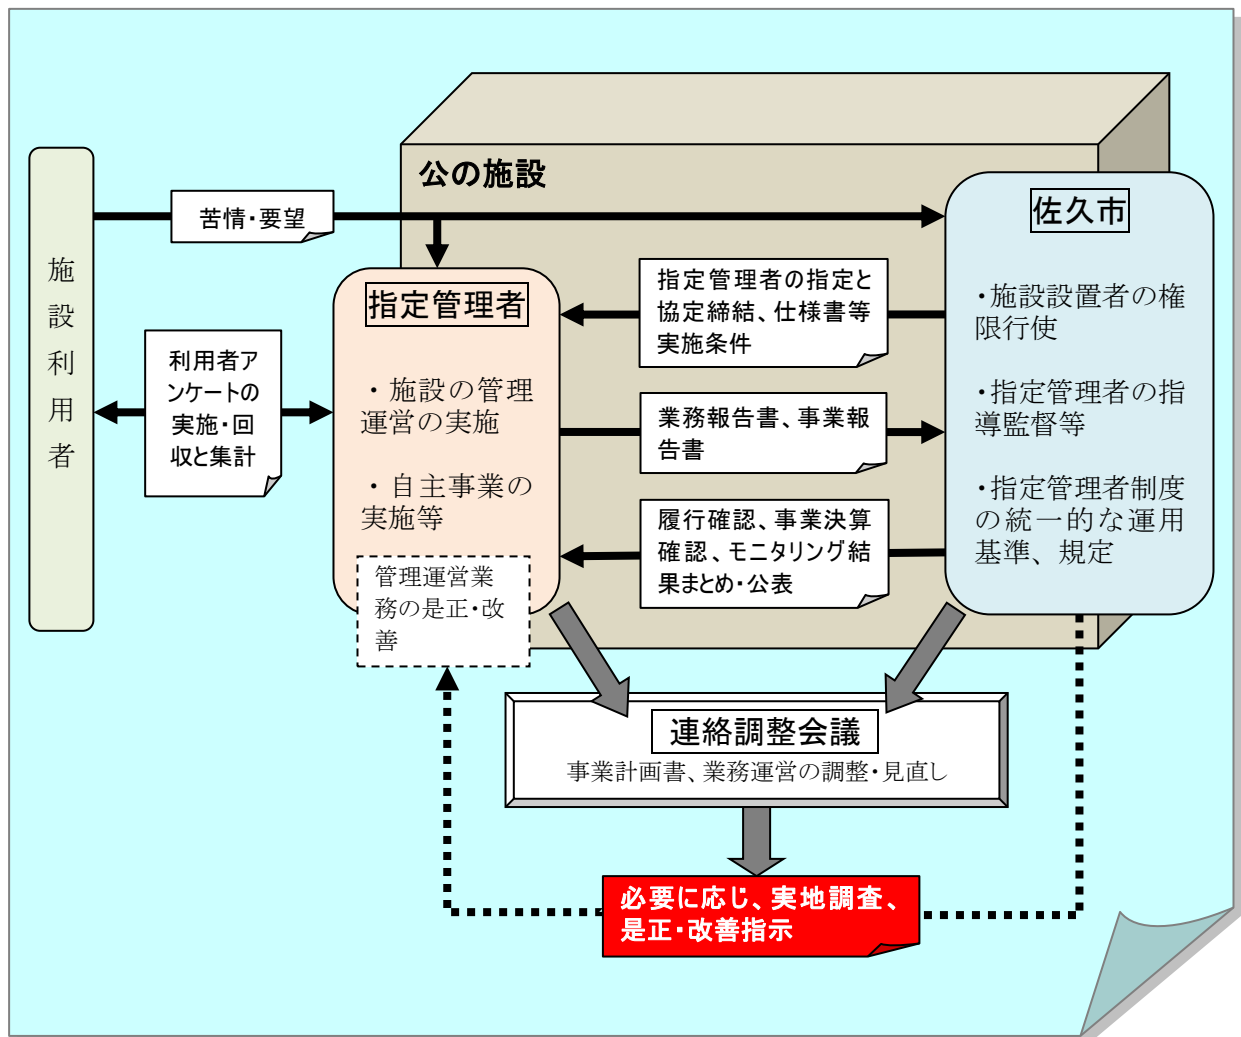 公の施設
施設利用者
苦情・要望
利用者ア
ンケートの
実施・回
収と集計
指定管理者
・施設の管理
運営の実施
・自主事業の
実施等
管理運営業
務の是正・改
善
指定管理者の指定と
協定締結、仕様書等
実施条件
業務報告書、事業報
告書
履行確認、事業決算
確認、モニタリング結
果まとめ・公表
佐久市
・施設設置者の権
限行使
・指定管理者の指
導監督等
・指定管理者制度
の統一的な運用
基準、規定
連絡調整会議
事業計画書、業務運営の調整・見直し
必要に応じ、実地調査、
是正・改善指示